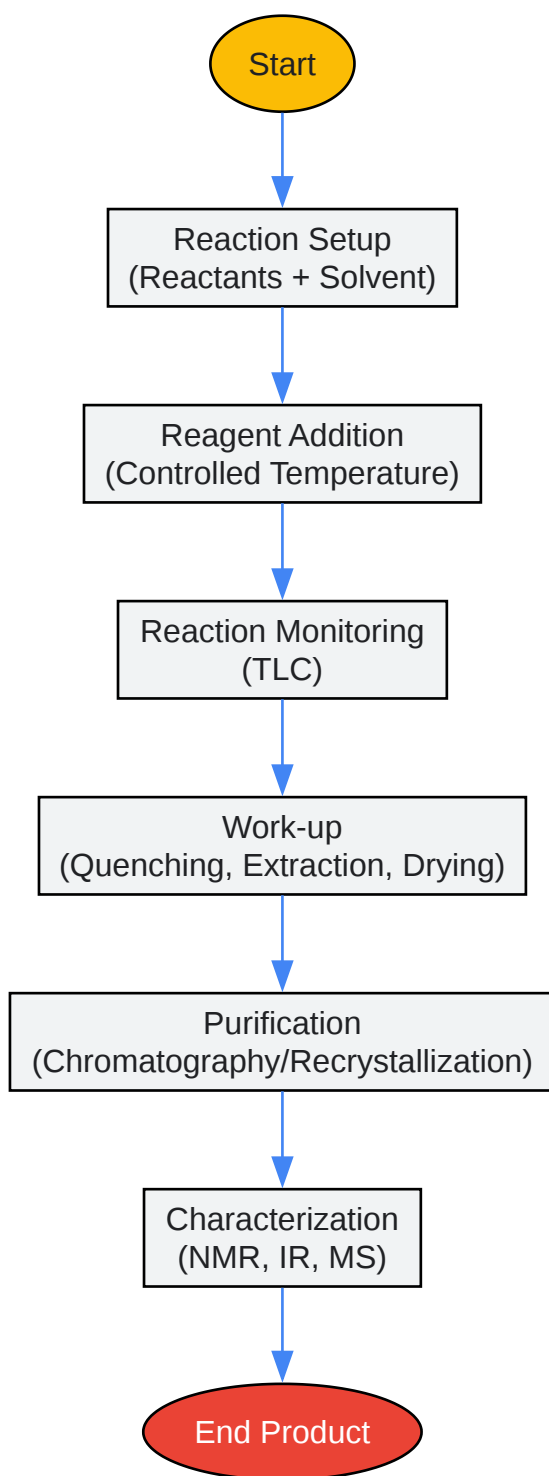 Start
Reaction Setup
(Reactants + Solvent)
Reagent Addition
(Controlled Temperature)
Reaction Monitoring
(TLC)
Work-up
(Quenching, Extraction, Drying)
Purification
(Chromatography/Recrystallization)
Characterization
(NMR, IR, MS)
End Product